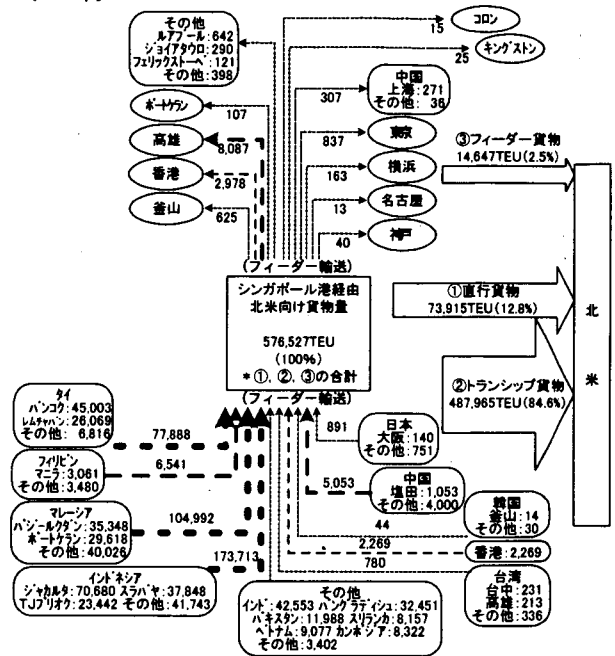 その他
ルアブール:642
ジョイアタウロ:290
フェリックストーベ:121
その他:398
15
コロン
25
キングストン
ポートケラン
107
高雄
8,087
香港
2,978
釜山
625
307
中国
上海:271
その他: 36
837
東京
163
横浜
13
名古屋
40
神戸
③フィーダー貨物
14,647TEU(2.5%)
(フィーダー輸送)
シンガポール港経由
北米向け貨物量
576,527TEU
(100%)
*①,②,③の合計
(フィーダー輸送)
①直行貨物
73,915TEU(12.8%)
②トランシップ貨物
487,965TEU(84.6%)
北
米
タイ
バンコク:45,003
レムチャバン:26,069
その他: 6,816
77,888
フィリピン
マニラ:3,061
その他:3,480
6,541
マレーシア
パシールグダン:35,348
ポートケラン:29,618
その他:40,026
104,992
インドネシア
ジャカルタ:70,680 スラバヤ:37,848
TJプリオク:23,442 その他:41,743
173,713
その他
インド:42,553 バングラディシュ:32,451
パキスタン:11,988 スリランカ:8,157
ベトナム:9,077 カンボジア:8,322
その他:3,402
891
日本
大阪:140
その他:751
5,053
中国
塩田:1,053
その他:4,000
44
韓国
釜山:14
その他:30
2,269
香港:2,269
780
台湾
台中:231
高雄:213
その他:336